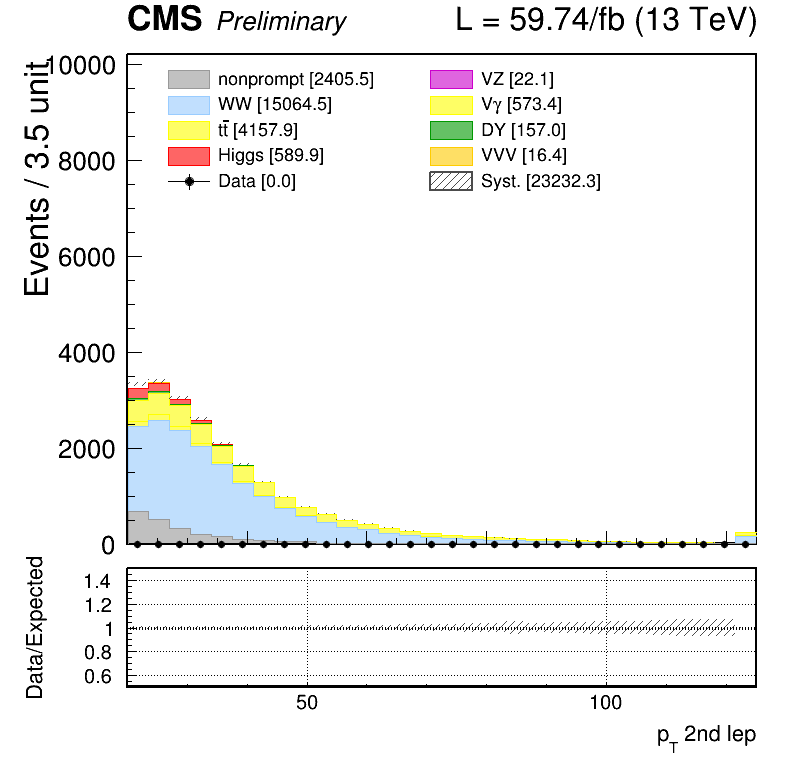 CMS Preliminary L = 59.74/fb (13 TeV)
Events / 3.5 unit
10000
8000
6000
4000
2000
0
nonprompt [2405.5]
WW [15064.5]
tt̄ [4157.9]
Higgs [589.9]
Data [0.0]
VZ [22.1]
Vγ [573.4]
DY [157.0]
VVV [16.4]
Syst. [23232.3]
Data/Expected
1.4
1.2
1
0.8
0.6
50 100
p_T 2nd lep